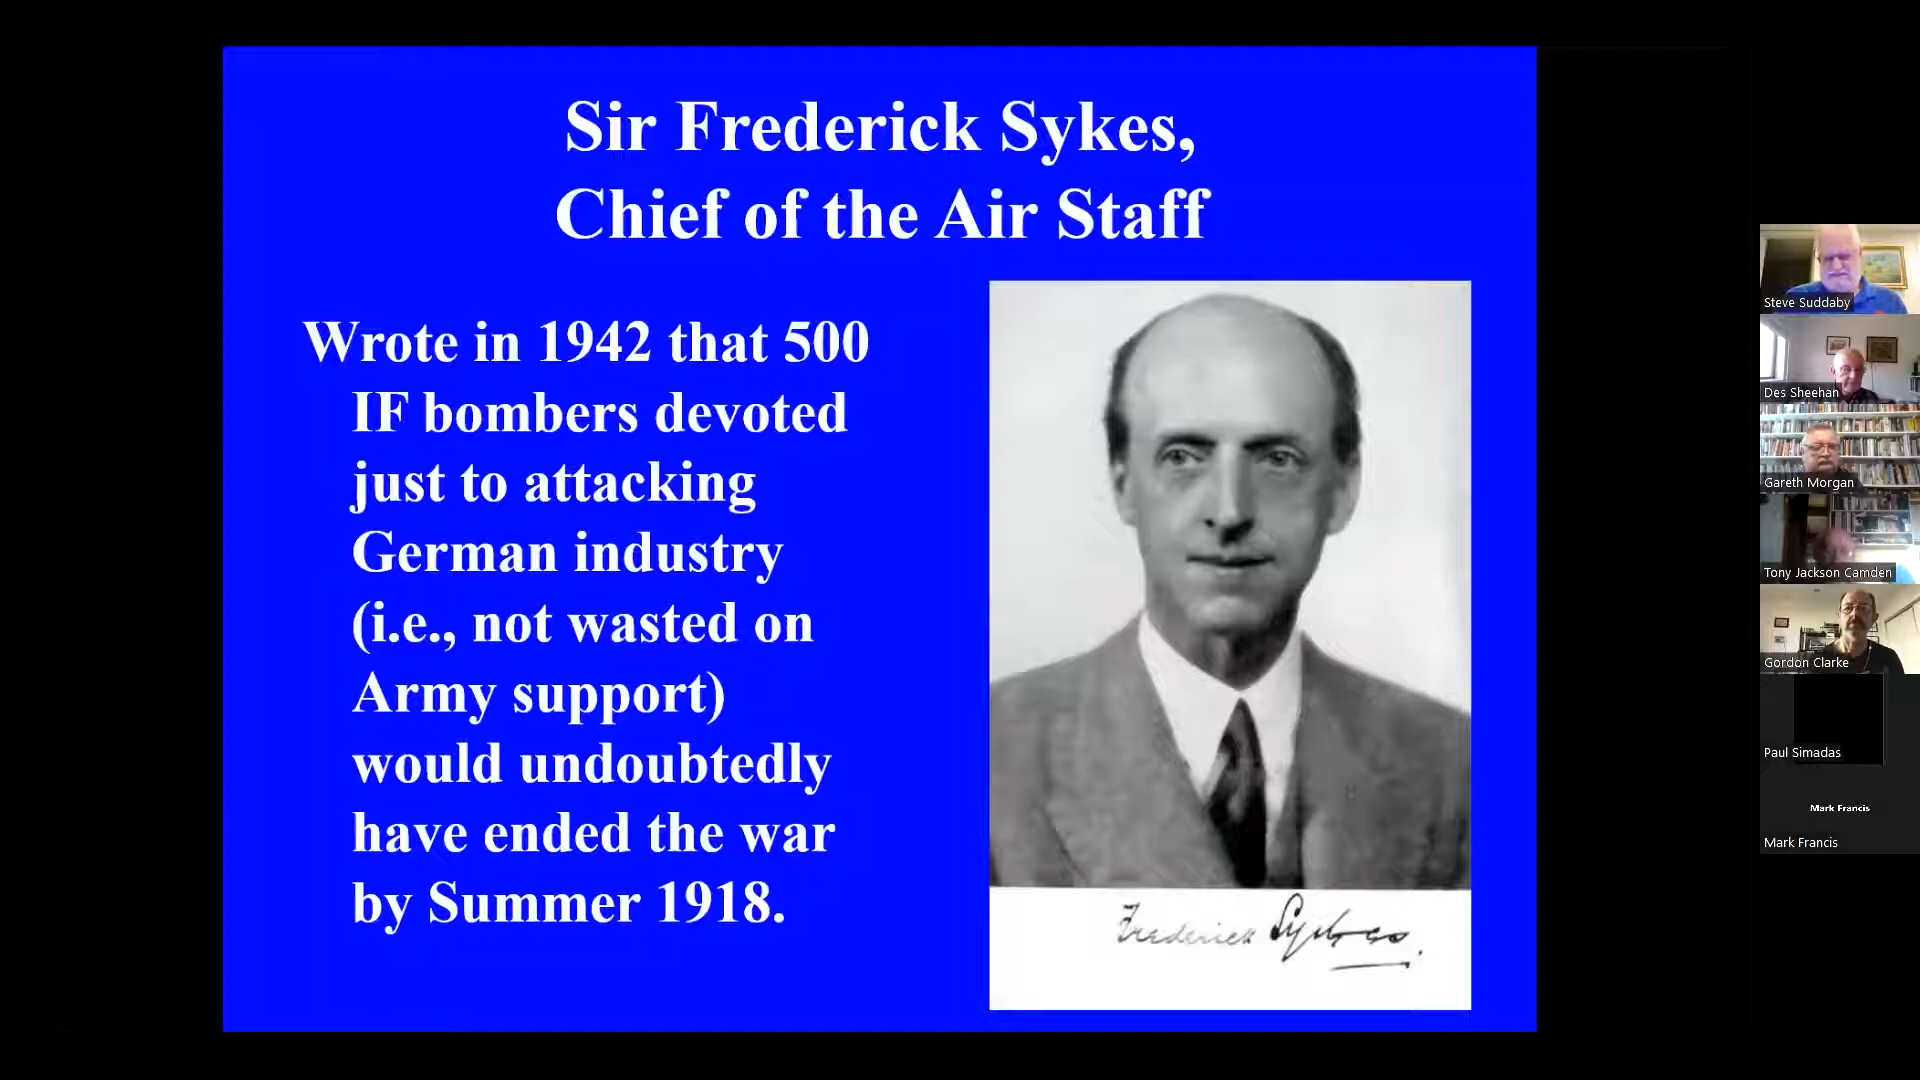 Sir Frederick Sykes,
Chief of the Air Staff
Wrote in 1942 that 500
IF bombers devoted
just to attacking
German industry
(i.e., not wasted on
Army support)
would undoubtedly
have ended the war
by Summer 1918.
Frederick Sykes.
Steve Suddaby
Des Sheehan
Gareth Morgan
Tony Jackson Camden
Gordon Clarke
Paul Simadas
Mark Francis
Mark Francis